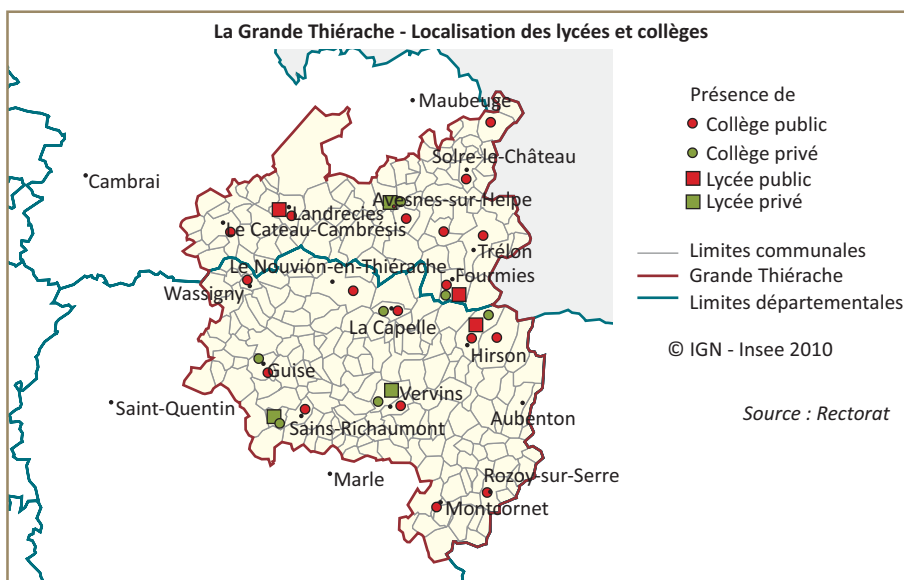 La Grande Thiérache - Localisation des lycées et collèges
Maubeuge
Présence de
Collège public
Collège privé
Lycée public
Lycée privé
Solre-le-Château
Cambrai
Avesnes-sur-Helpe
Landrecies
Le Cateau-Cambrésis
Trélon
Limites communales
Grande Thiérache
Limites départementales
Le Nouvion-en-Thiérache
Fourmies
Wassigny
La Capelle
Hirson
© IGN - Insee 2010
Guise
Vervins
Saint-Quentin
Aubenton
Source : Rectorat
Sains-Richaumont
Marle
Rozoy-sur-Serre
Montcornet